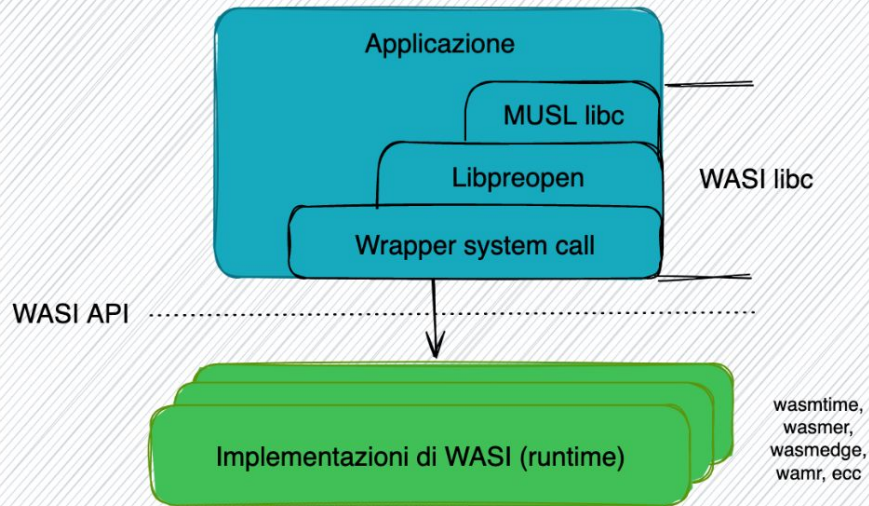 Applicazione
MUSL libc
Libpreopen
WASI libc
Wrapper system call
WASI API
Implementazioni di WASI (runtime)
wasmtime,
wasmer,
wasmedge,
wamr, ecc